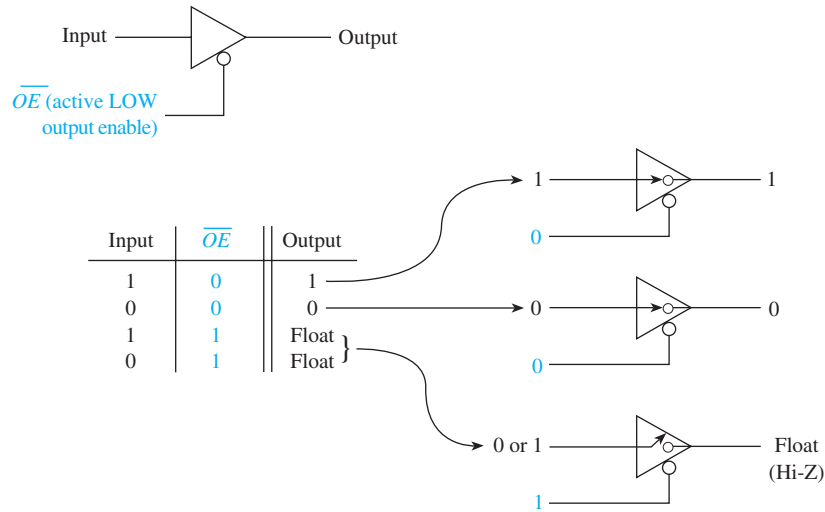 Input
Output
OE (active LOW
output enable)
Input OE Output
1 0 1
0 0 0
1 1 Float
0 1 Float
}
1 1
0
0 0
0
0 or 1 Float
(Hi-Z)
1